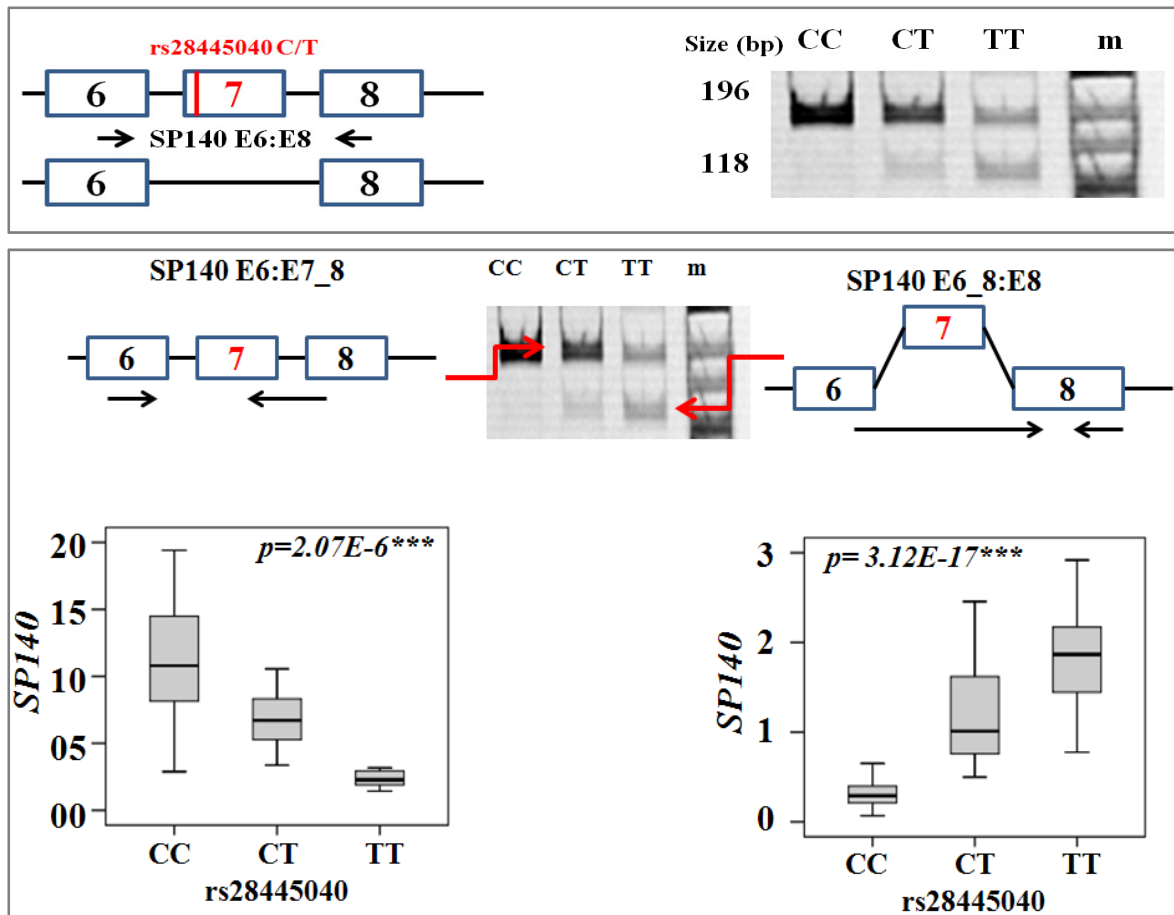 rs28445040 C/T
6 7 8
SP140 E6:E8
6 8
Size (bp) CC CT TT m
196
118
SP140 E6:E7_8
6 7 8
CC CT TT m
SP140 E6_8:E8
7
6 8
p=2.07E-6***
SP140
20
15
10
05
00
CC CT TT
rs28445040
p= 3.12E-17***
SP140
3
2
1
0
CC CT TT
rs28445040